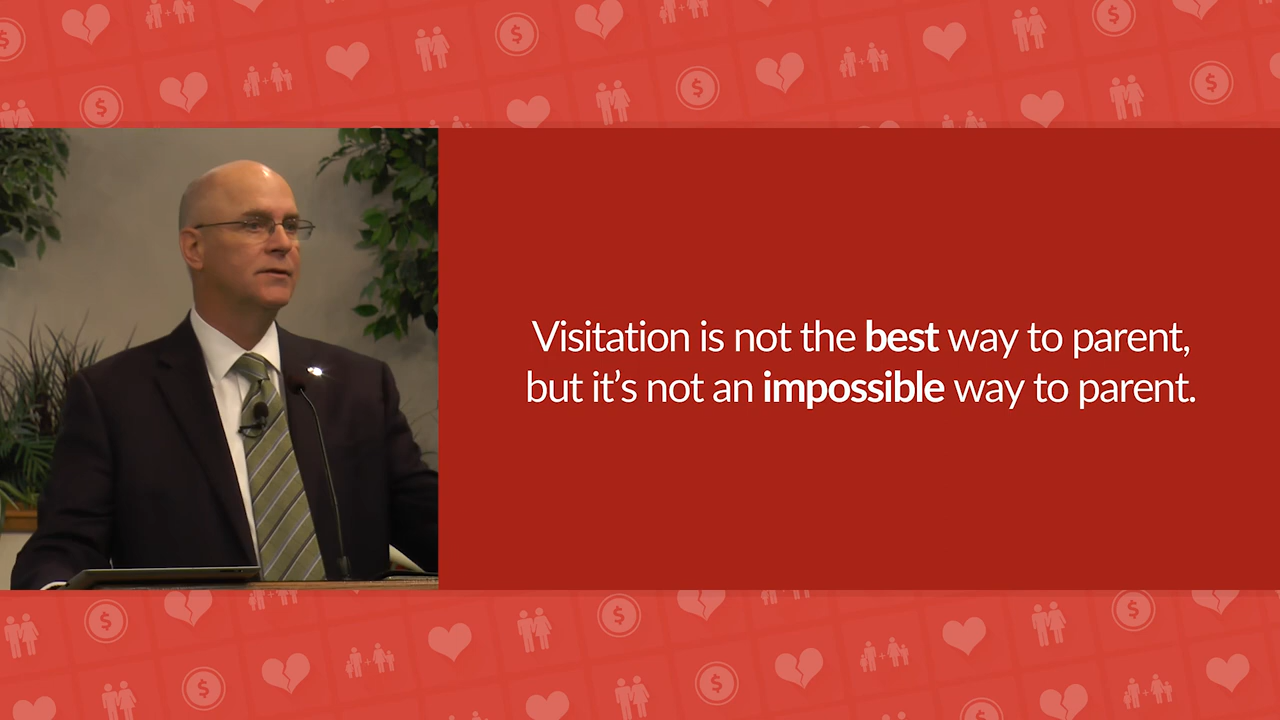 Visitation is not the best way to parent,
but it’s not an impossible way to parent.